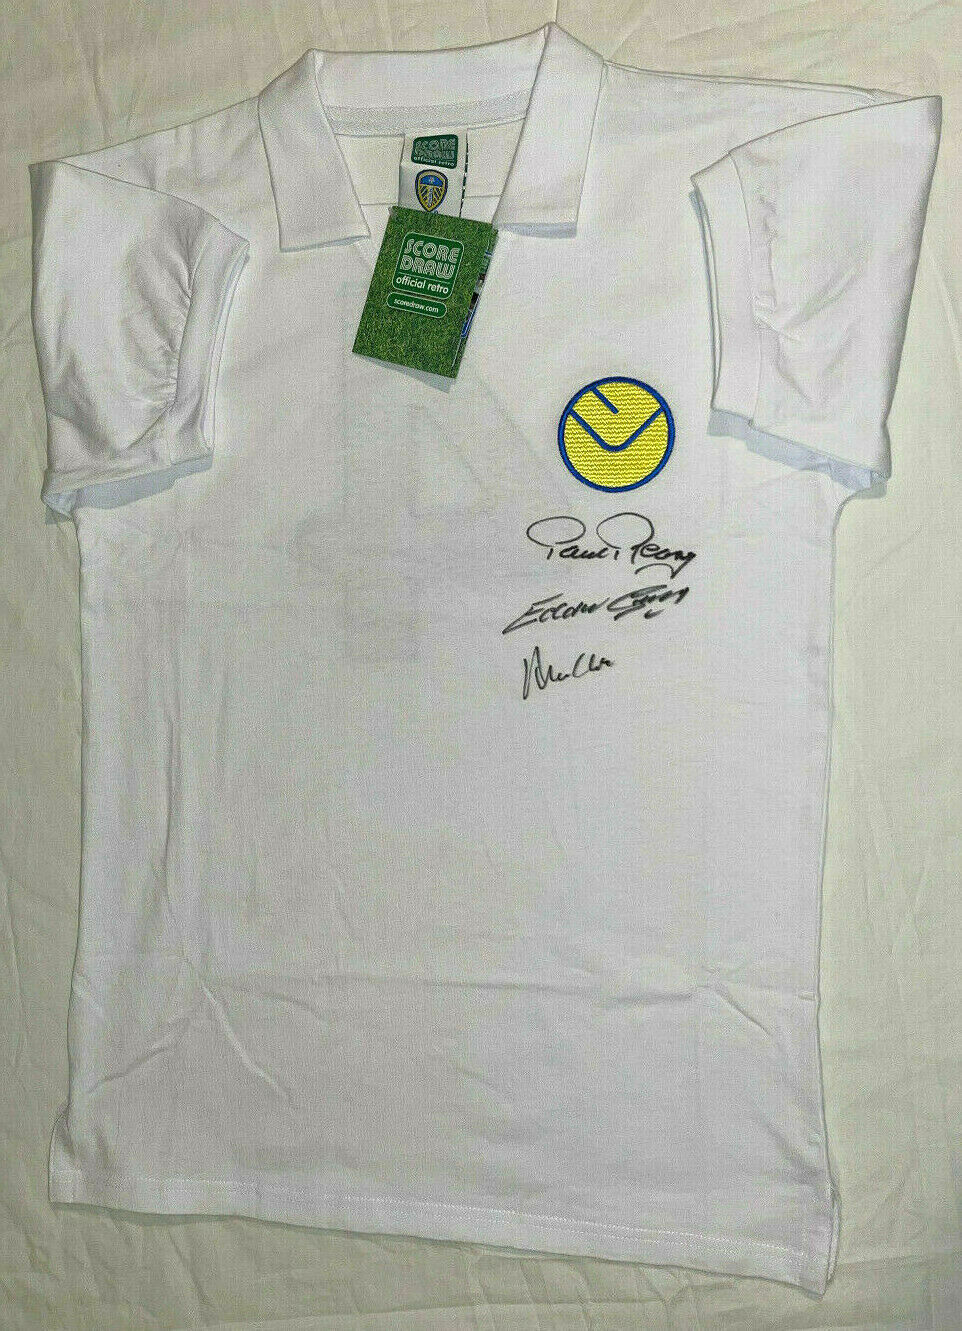 SCORE
DRAW
official retro
SCORE
DRAW
official retro
scoredraw.com
Paul Reaney
Eddie Gray